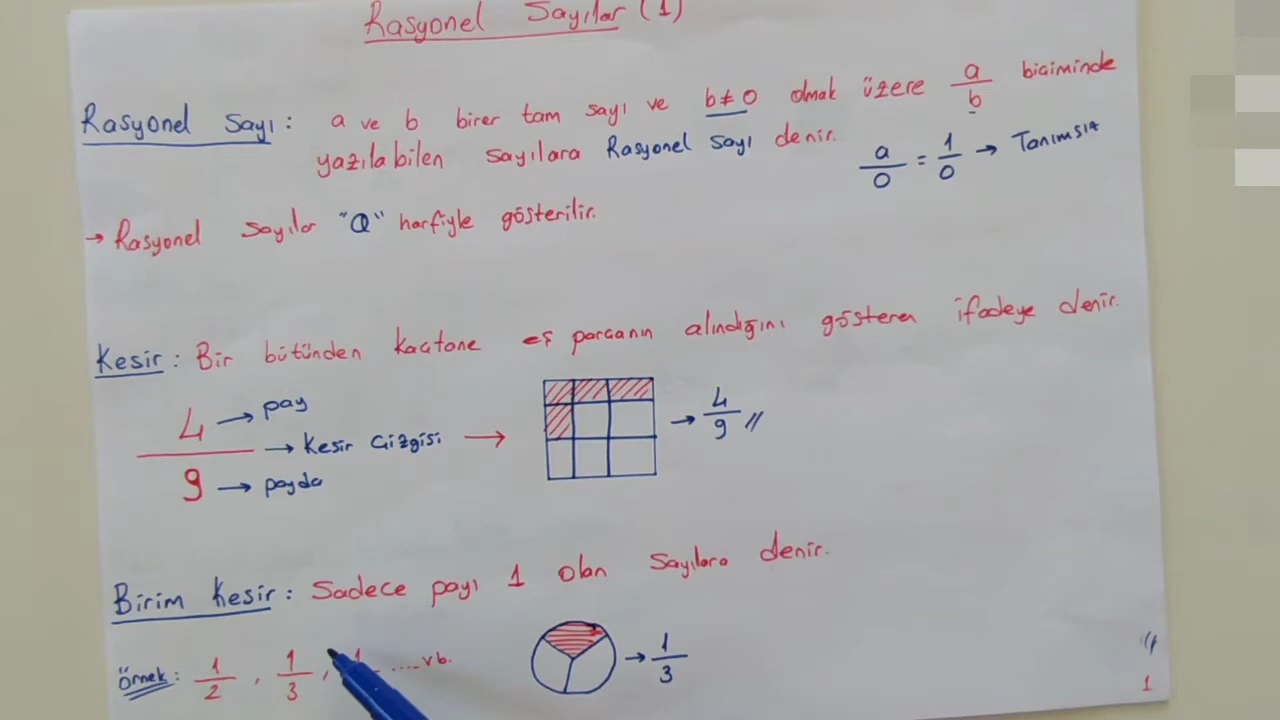 Rasyonel Sayılar (1)
Rasyonel Sayı: a ve b birer tam sayı ve b≠0 olmak üzere a/b biçiminde
yazılabilen sayılara Rasyonel sayı denir. a/0 = 1/0 → Tanımsız
→ Rasyonel sayılar "Q" harfiyle gösterilir.
Kesir: Bir bütünden kaç tane eş parçanın alındığını gösteren ifadeye denir.
4 → pay
→ Kesir Çizgisi → → 4/9 //
9 → payda
Birim Kesir: Sadece payı 1 olan sayılara denir.
Örnek: 1/2, 1/3, 1 .... vb. → 1/3
1